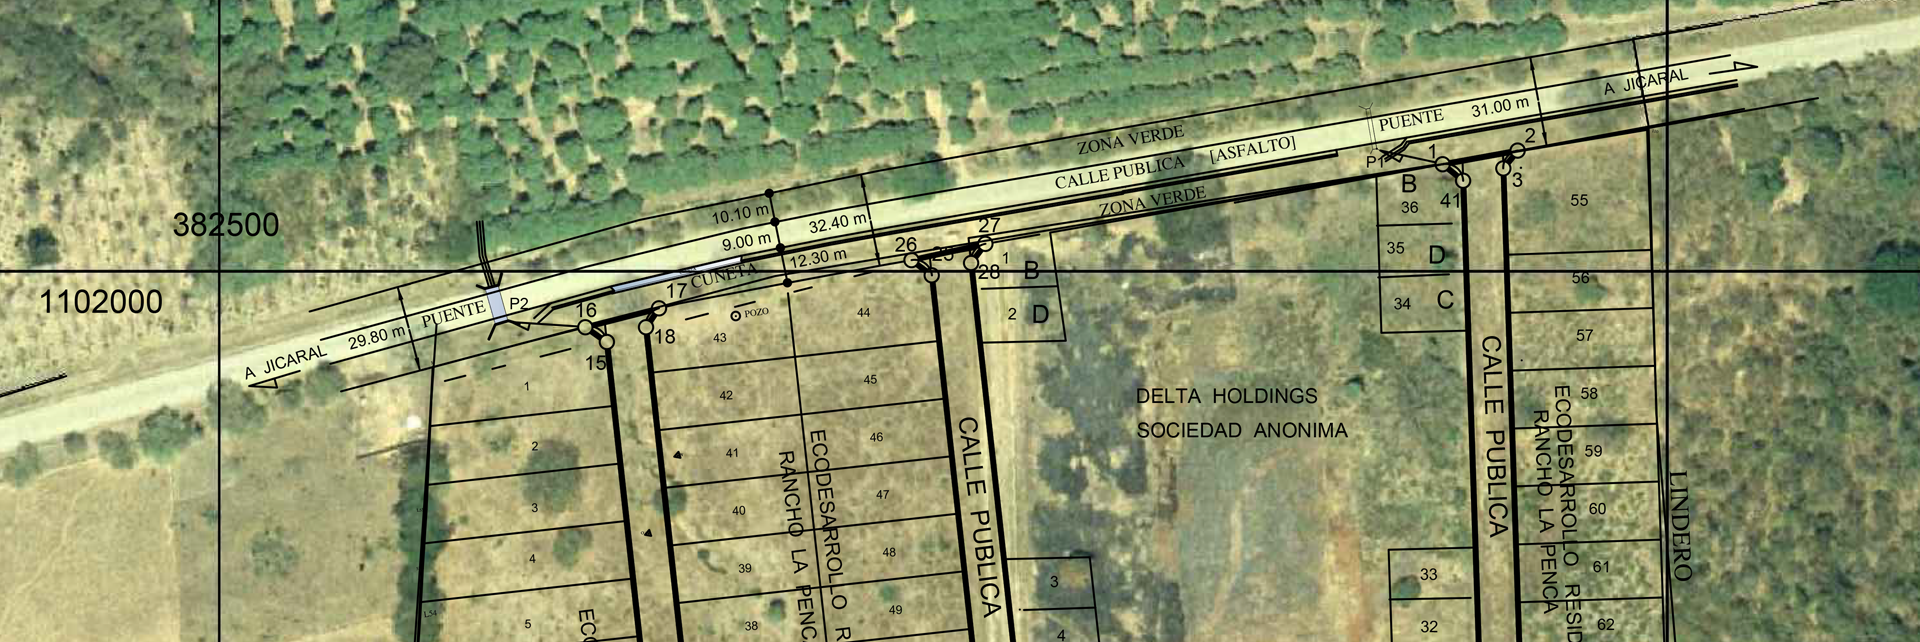 A JICARAL
31.00 m
PUENTE
P1
1
2
3
41
ZONA VERDE
CALLE PUBLICA [ASFALTO]
ZONA VERDE
10.10 m
9.00 m
32.40 m
12.30 m
382500
1102000
CUNETA
PUENTE
P2
29.80 m
A JICARAL
16
17
15
18
26
25
27
28
POZO
1
2
3
4
5
43
42
41
40
39
38
44
45
46
47
48
49
1
B
2
D
3
4
B
36
35
D
34
C
33
32
55
56
57
58
59
60
61
62
DELTA HOLDINGS
SOCIEDAD ANONIMA
CALLE PUBLICA
CALLE PUBLICA
ECODESARROLLO R
RANCHO LA PENC
ECODESARROLLO RESID
RANCHO LA PENCA
LINDERO
ECO